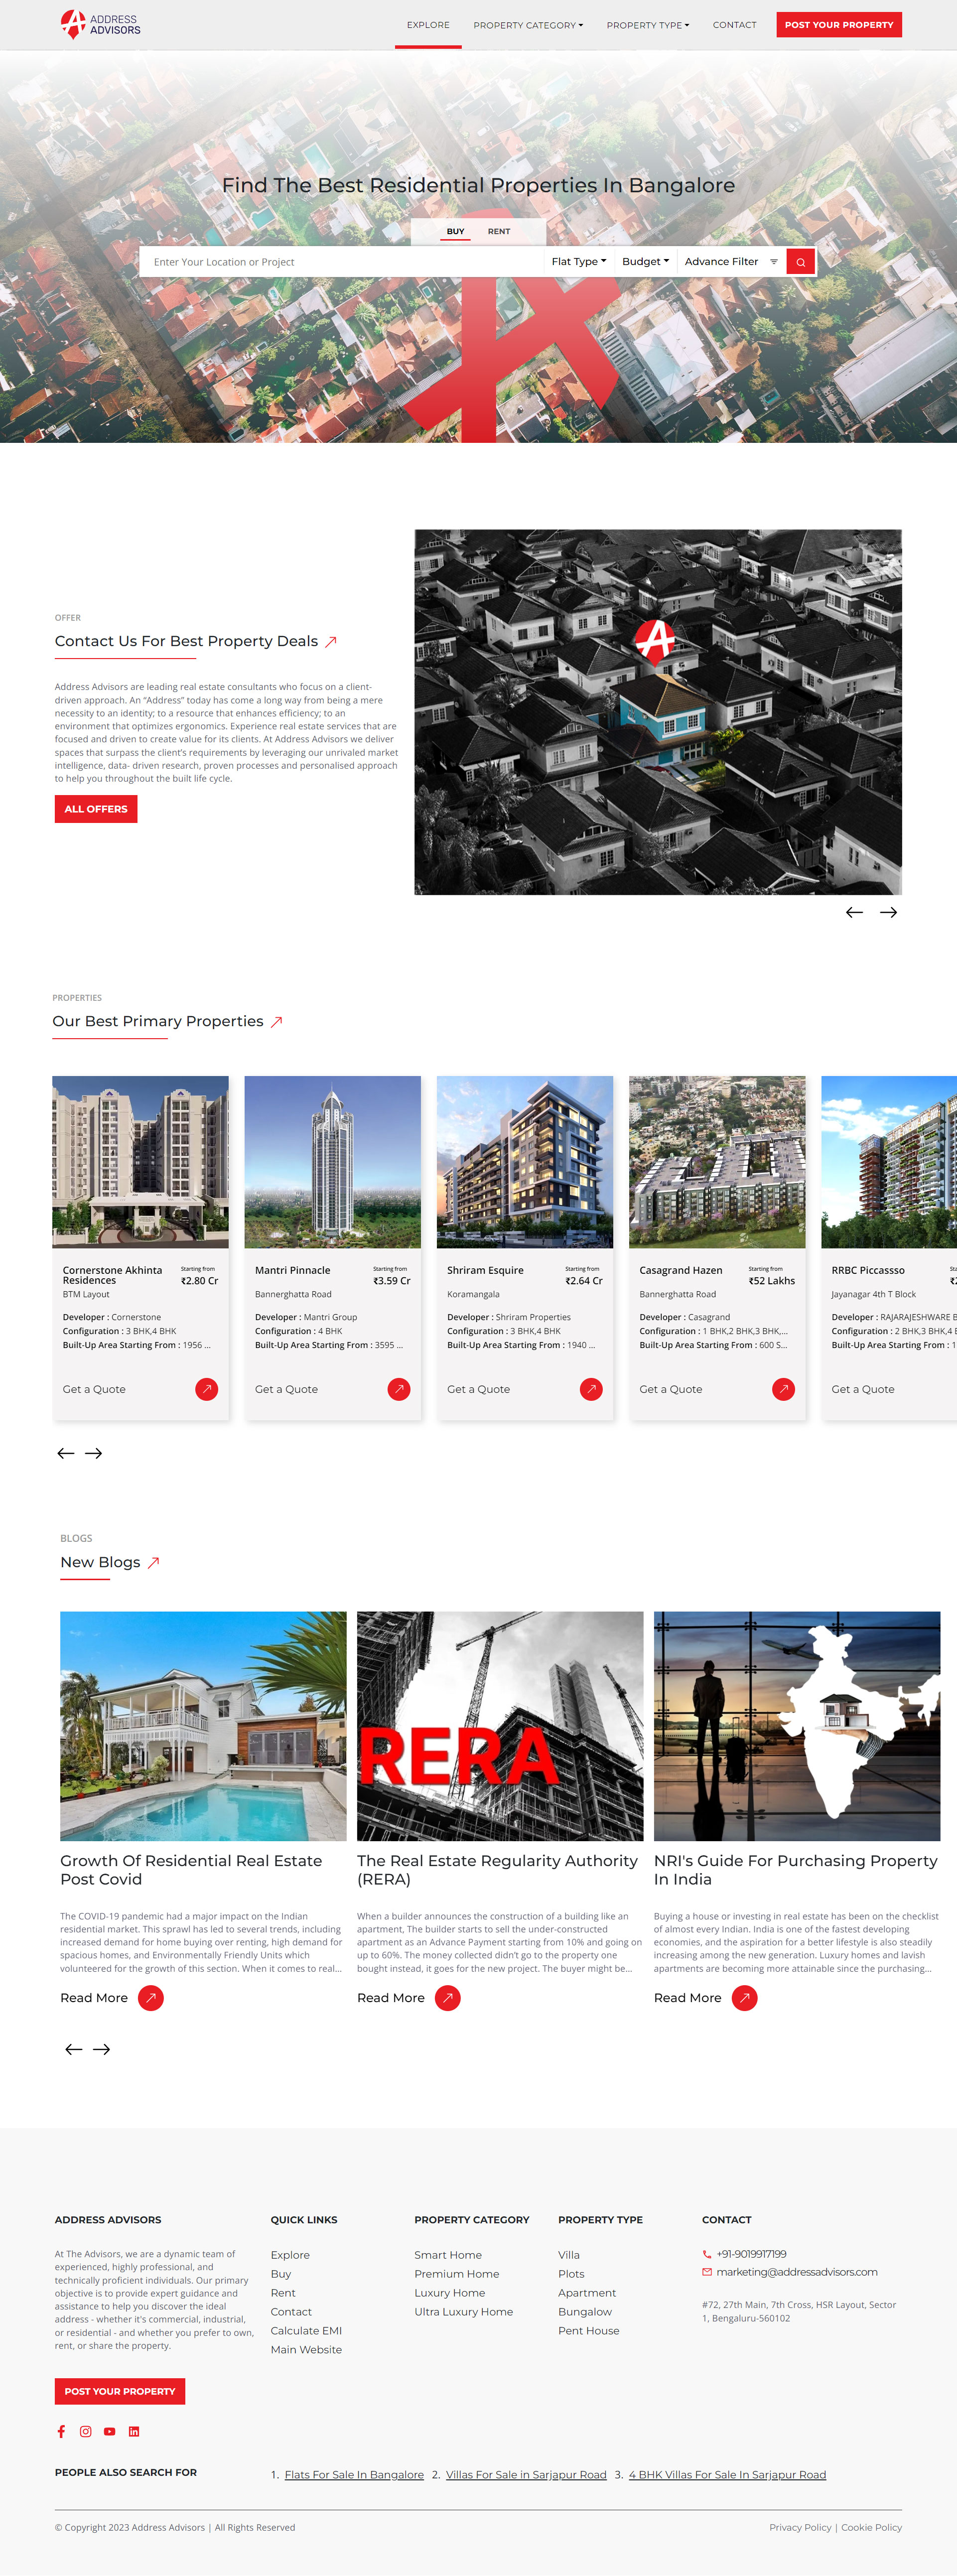 ADDRESS
ADVISORS
EXPLORE
PROPERTY CATEGORY
PROPERTY TYPE
CONTACT
POST YOUR PROPERTY
Find The Best Residential Properties In Bangalore
BUY
RENT
Enter Your Location or Project
Flat Type
Budget
Advance Filter
OFFER
Contact Us For Best Property Deals
Address Advisors are leading real estate consultants who focus on a client-
driven approach. An “Address” today has come a long way from being a mere
necessity to an identity; to a resource that enhances efficiency; to an
environment that optimizes ergonomics. Experience real estate services that are
focused and driven to create value for its clients. At Address Advisors we deliver
spaces that surpass the client’s requirements by leveraging our unrivaled market
intelligence, data- driven research, proven processes and personalised approach
to help you throughout the built life cycle.
ALL OFFERS
PROPERTIES
Our Best Primary Properties
Cornerstone Akhinta
Residences
Starting from
₹2.80 Cr
BTM Layout
Developer : Cornerstone
Configuration : 3 BHK,4 BHK
Built-Up Area Starting From : 1956 ...
Get a Quote
Mantri Pinnacle
Starting from
₹3.59 Cr
Bannerghatta Road
Developer : Mantri Group
Configuration : 4 BHK
Built-Up Area Starting From : 3595 ...
Get a Quote
Shriram Esquire
Starting from
₹2.64 Cr
Koramangala
Developer : Shriram Properties
Configuration : 3 BHK,4 BHK
Built-Up Area Starting From : 1940 ...
Get a Quote
Casagrand Hazen
Starting from
₹52 Lakhs
Bannerghatta Road
Developer : Casagrand
Configuration : 1 BHK,2 BHK,3 BHK,...
Built-Up Area Starting From : 600 S...
Get a Quote
RRBC Piccassso
Jayanagar 4th T Block
Developer : RAJARAJESHWARE B
Configuration : 2 BHK,3 BHK,4
Built-Up Area Starting From :
Get a Quote
BLOGS
New Blogs
RERA
Growth Of Residential Real Estate
Post Covid
The COVID-19 pandemic had a major impact on the Indian
residential market. This sprawl has led to several trends, including
increased demand for home buying over renting, high demand for
spacious homes, and Environmentally Friendly Units which
volunteered for the growth of this section. When it comes to real...
Read More
The Real Estate Regularity Authority
(RERA)
When a builder announces the construction of a building like an
apartment, The builder starts to sell the under-constructed
apartment as an Advance Payment starting from 10% and going on
up to 60%. The money collected didn’t go to the property one
bought instead, it goes for the new project. The buyer might be...
Read More
NRI's Guide For Purchasing Property
In India
Buying a house or investing in real estate has been on the checklist
of almost every Indian. India is one of the fastest developing
economies, and the aspiration for a better lifestyle is also steadily
increasing among the new generation. Luxury homes and lavish
apartments are becoming more attainable since the purchasing...
Read More
ADDRESS ADVISORS
At The Advisors, we are a dynamic team of
experienced, highly professional, and
technically proficient individuals. Our primary
objective is to provide expert guidance and
assistance to help you discover the ideal
address - whether it's commercial, industrial,
or residential - and whether you prefer to own,
rent, or share the property.
POST YOUR PROPERTY
QUICK LINKS
Explore
Buy
Rent
Contact
Calculate EMI
Main Website
PROPERTY CATEGORY
Smart Home
Premium Home
Luxury Home
Ultra Luxury Home
PROPERTY TYPE
Villa
Plots
Apartment
Bungalow
Pent House
CONTACT
+91-9019917199
marketing@addressadvisors.com
#72, 27th Main, 7th Cross, HSR Layout, Sector
1, Bengaluru-560102
PEOPLE ALSO SEARCH FOR
1. Flats For Sale In Bangalore 2. Villas For Sale in Sarjapur Road 3. 4 BHK Villas For Sale In Sarjapur Road
© Copyright 2023 Address Advisors | All Rights Reserved
Privacy Policy | Cookie Policy